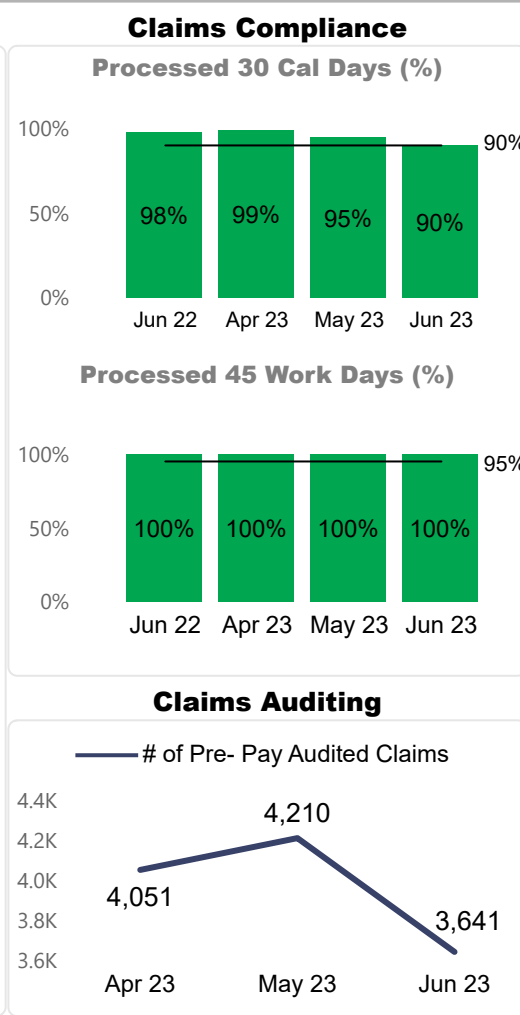 Claims Compliance
Processed 30 Cal Days (%)
100%
90%
50%
98%
99%
95%
90%
0%
Jun 22 Apr 23 May 23 Jun 23
Processed 45 Work Days (%)
100%
95%
50%
100%
100%
100%
100%
0%
Jun 22 Apr 23 May 23 Jun 23
Claims Auditing
# of Pre- Pay Audited Claims
4.4K
4,210
4.2K
4.0K
4,051
3.8K
3,641
3.6K
Apr 23 May 23 Jun 23